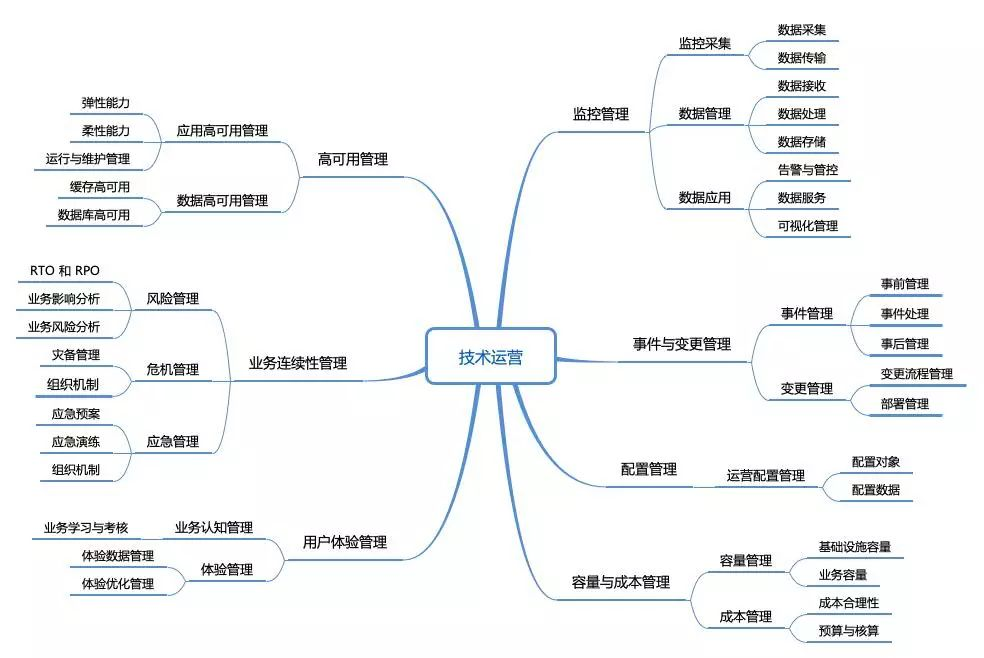 技术运营
监控管理
监控采集
数据采集
数据传输
数据管理
数据接收
数据处理
数据存储
数据应用
告警与管控
数据服务
可视化管理
事件与变更管理
事件管理
事前管理
事件处理
事后管理
变更管理
变更流程管理
部署管理
配置管理
运营配置管理
配置对象
配置数据
容量与成本管理
容量管理
基础设施容量
业务容量
成本管理
成本合理性
预算与核算
高可用管理
应用高可用管理
弹性能力
柔性能力
运行与维护管理
数据高可用管理
缓存高可用
数据库高可用
业务连续性管理
风险管理
RTO 和 RPO
业务影响分析
业务风险分析
危机管理
灾备管理
组织机制
应急管理
应急预案
应急演练
组织机制
用户体验管理
业务认知管理
业务学习与考核
体验管理
体验数据管理
体验优化管理